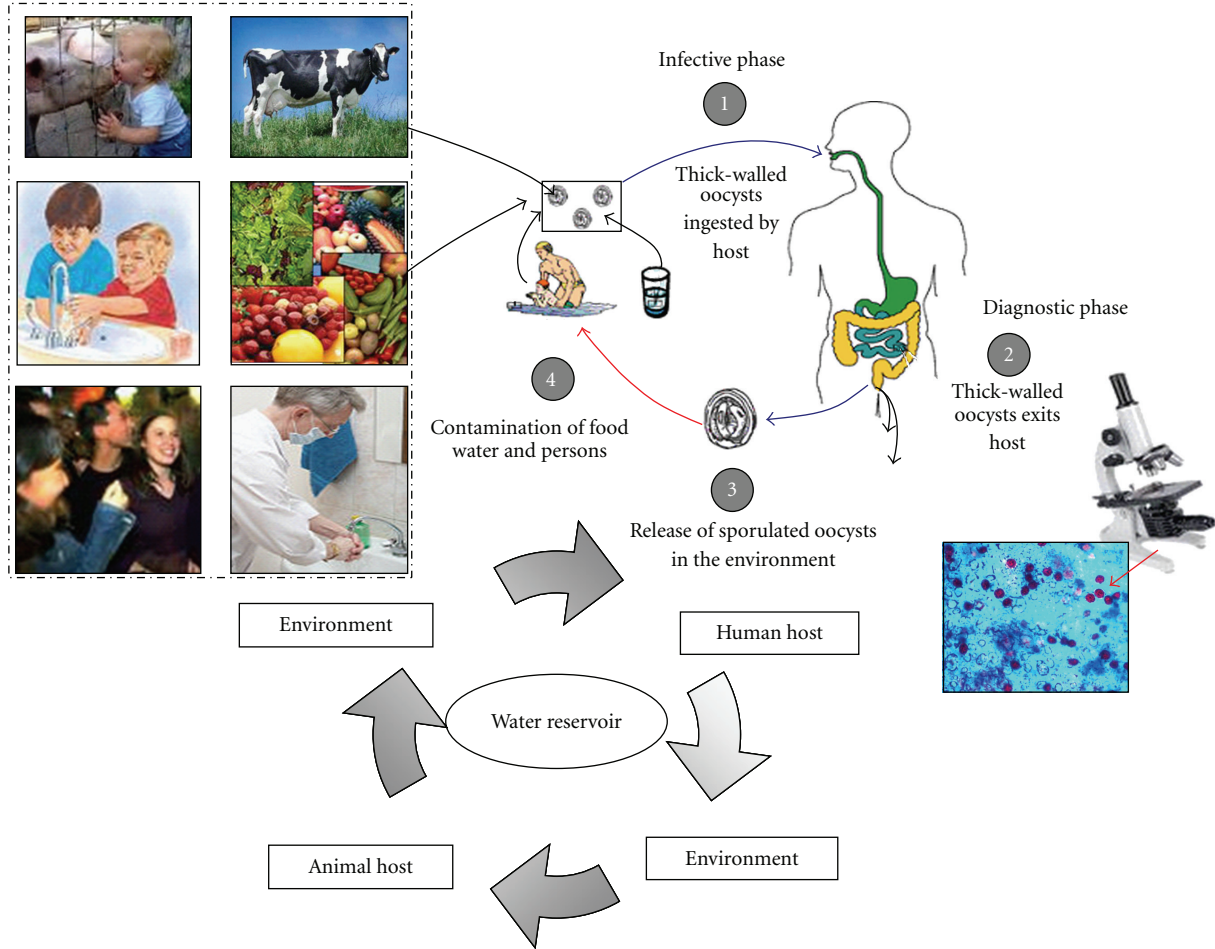 Infective phase
1
Thick-walled
oocysts
ingested by
host
Diagnostic phase
2
Thick-walled
oocysts exits
host
4
Contamination of food
water and persons
3
Release of sporulated oocysts
in the environment
Environment
Human host
Water reservoir
Animal host
Environment